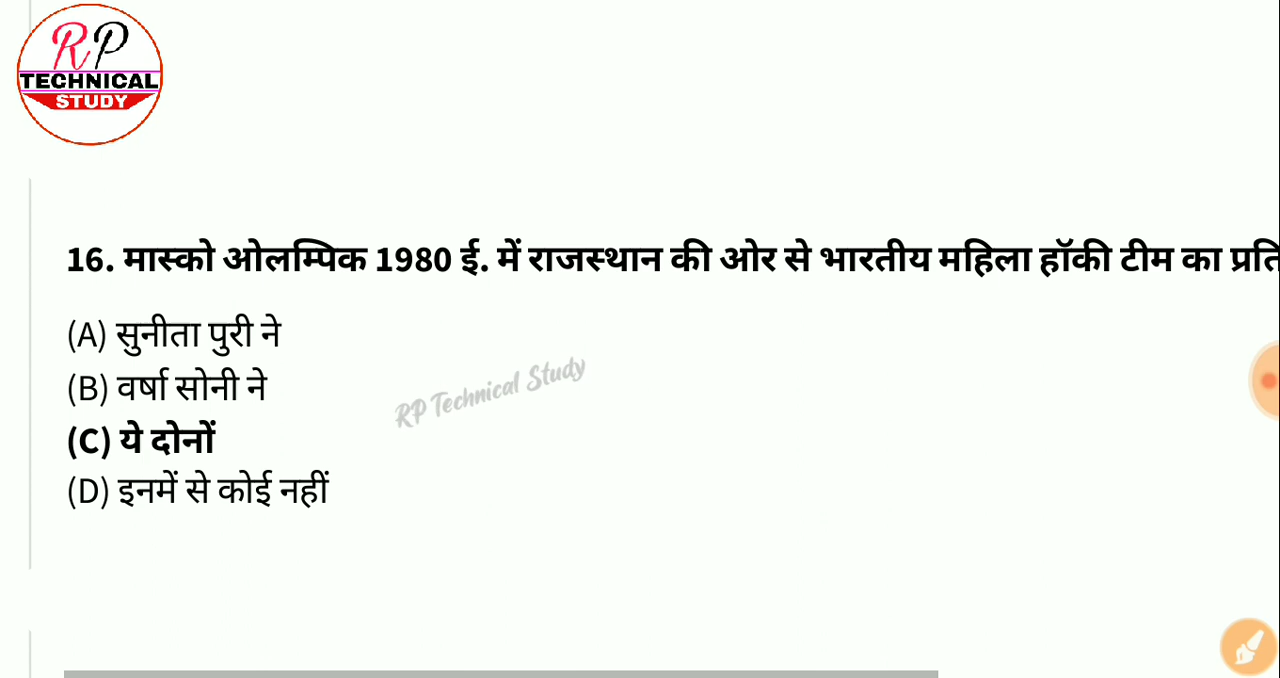 RP
TECHNICAL
STUDY
16. मास्को ओलम्पिक 1980 ई. में राजस्थान की ओर से भारतीय महिला हॉकी टीम का प्रति
(A) सुनीता पुरी ने
(B) वर्षा सोनी ने
RP Technical Study
(C) ये दोनों
(D) इनमें से कोई नहीं